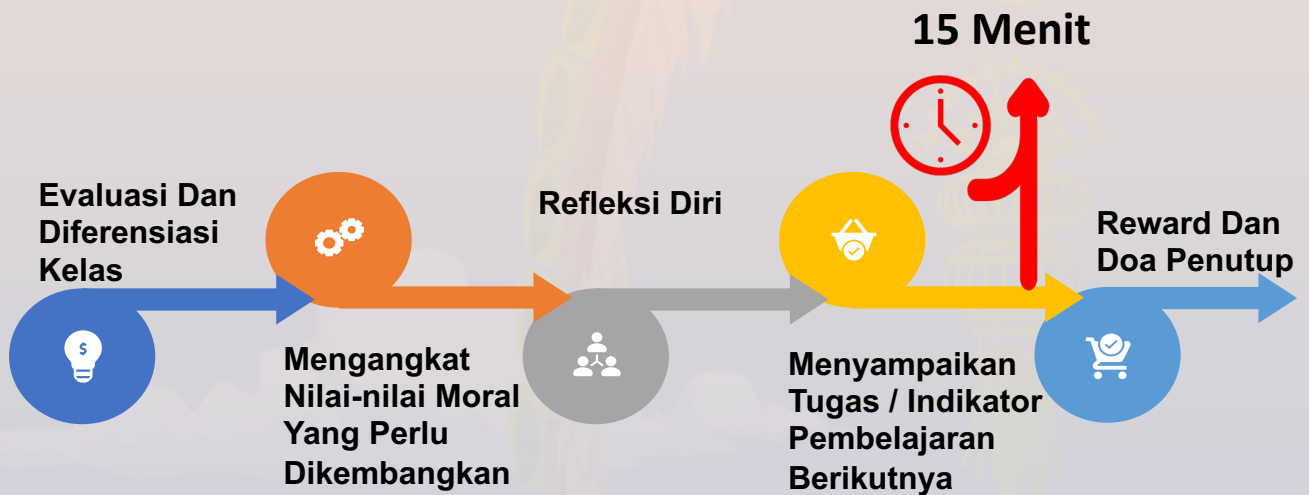 15 Menit
Evaluasi Dan
Diferensiasi
Kelas
Mengangkat
Nilai-nilai Moral
Yang Perlu
Dikembangkan
Refleksi Diri
Menyampaikan
Tugas / Indikator
Pembelajaran
Berikutnya
Reward Dan
Doa Penutup
$